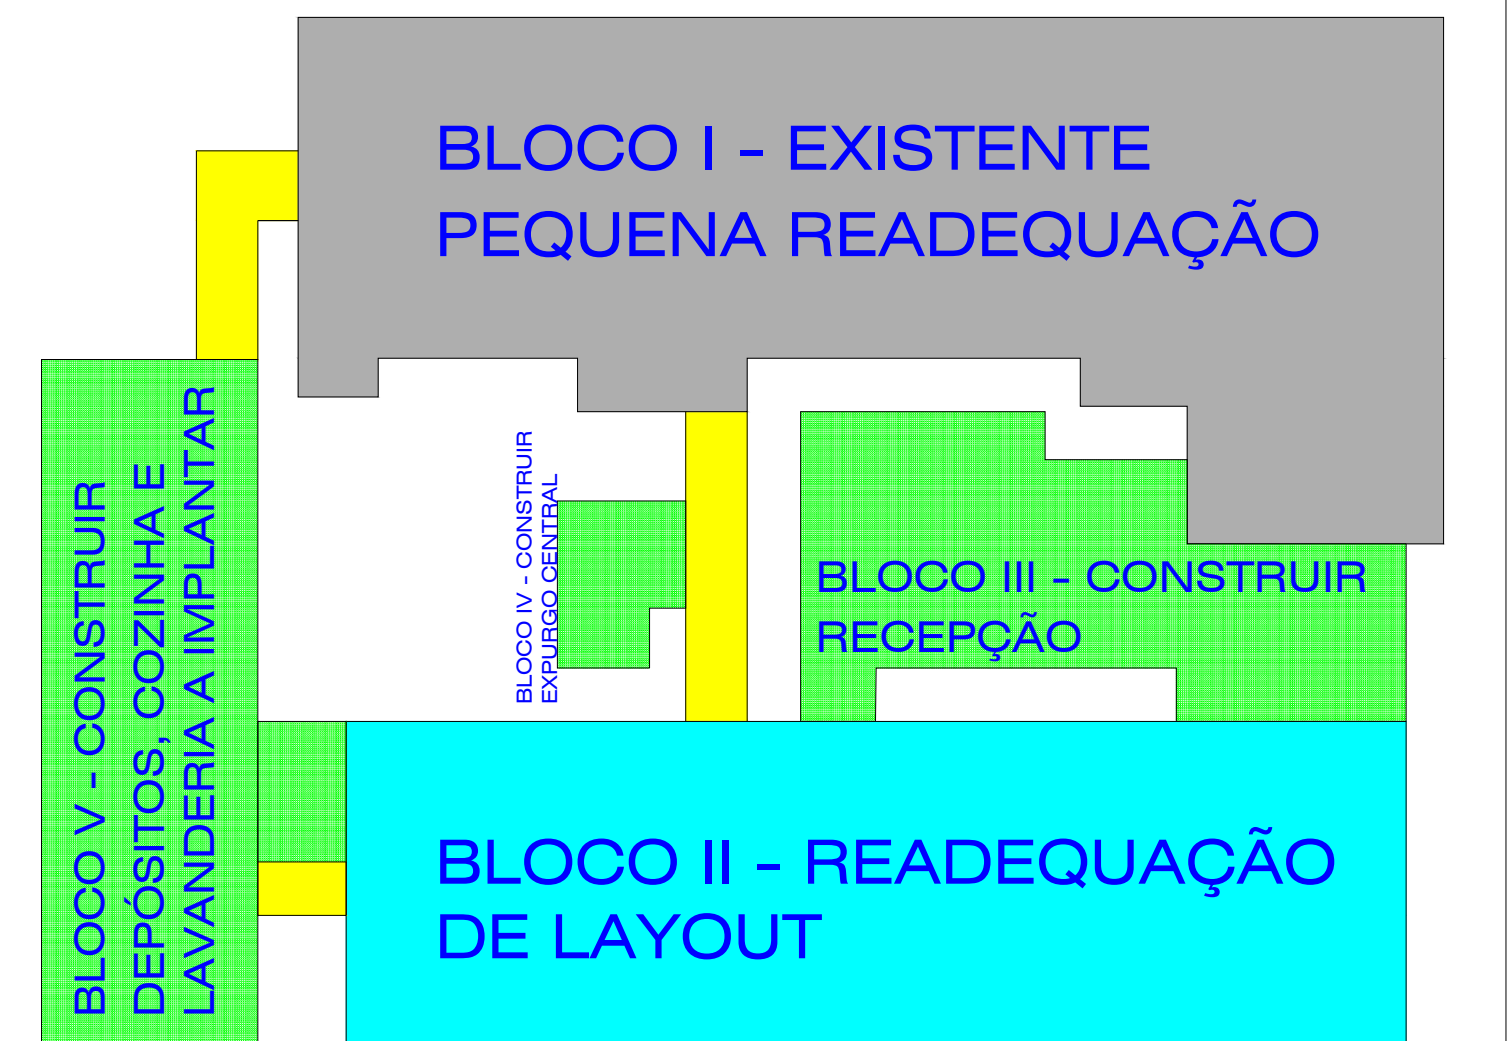 BLOCO I - EXISTENTE
PEQUENA READEQUAÇÃO
BLOCO V - CONSTRUIR
DEPÓSITOS, COZINHA E
LAVANDERIA A IMPLANTAR
BLOCO IV - CONSTRUIR
EXPURGO CENTRAL
BLOCO III - CONSTRUIR
RECEPÇÃO
BLOCO II - READEQUAÇÃO
DE LAYOUT